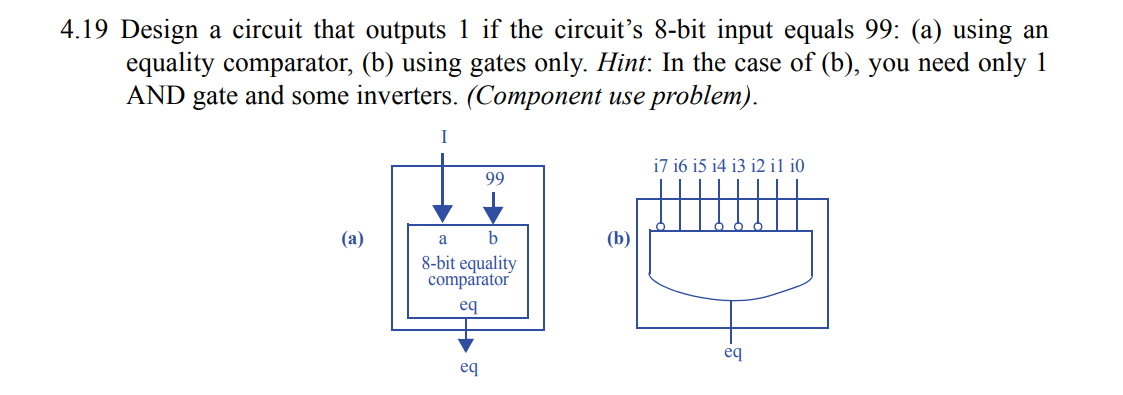 4.19 Design a circuit that outputs 1 if the circuit’s 8-bit input equals 99: (a) using an
equality comparator, (b) using gates only. Hint: In the case of (b), you need only 1
AND gate and some inverters. (Component use problem).
I
99
(a)
a b
8-bit equality
comparator
eq
eq
i7 i6 i5 i4 i3 i2 i1 i0
(b)
eq